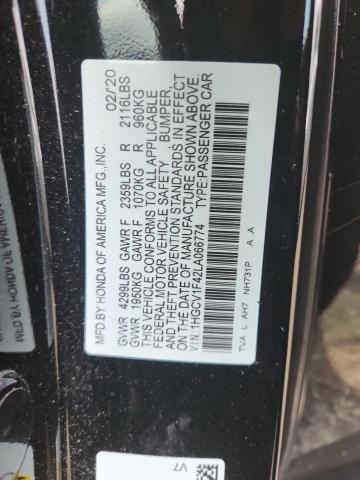 MFD.BY HONDA OF AMERICA MFG.,INC. 02/'20
GVWR 4299LBS GAWR F 2359LBS R 2116LBS
GVWR 1950KG GAWR F 1070KG R 960KG
THIS VEHICLE CONFORMS TO ALL APPLICABLE
FEDERAL MOTOR VEHICLE SAFETY , BUMPER,
THEFT PREVENTION STANDARDS IN EFFECT
ON THE DATE OF MANUFACTURE SHOWN ABOVE.
V.I.N.:1HGCV1F42LA066774 TYPE:PASSENGER CAR
TVA L AH7 NH731P A A
V7